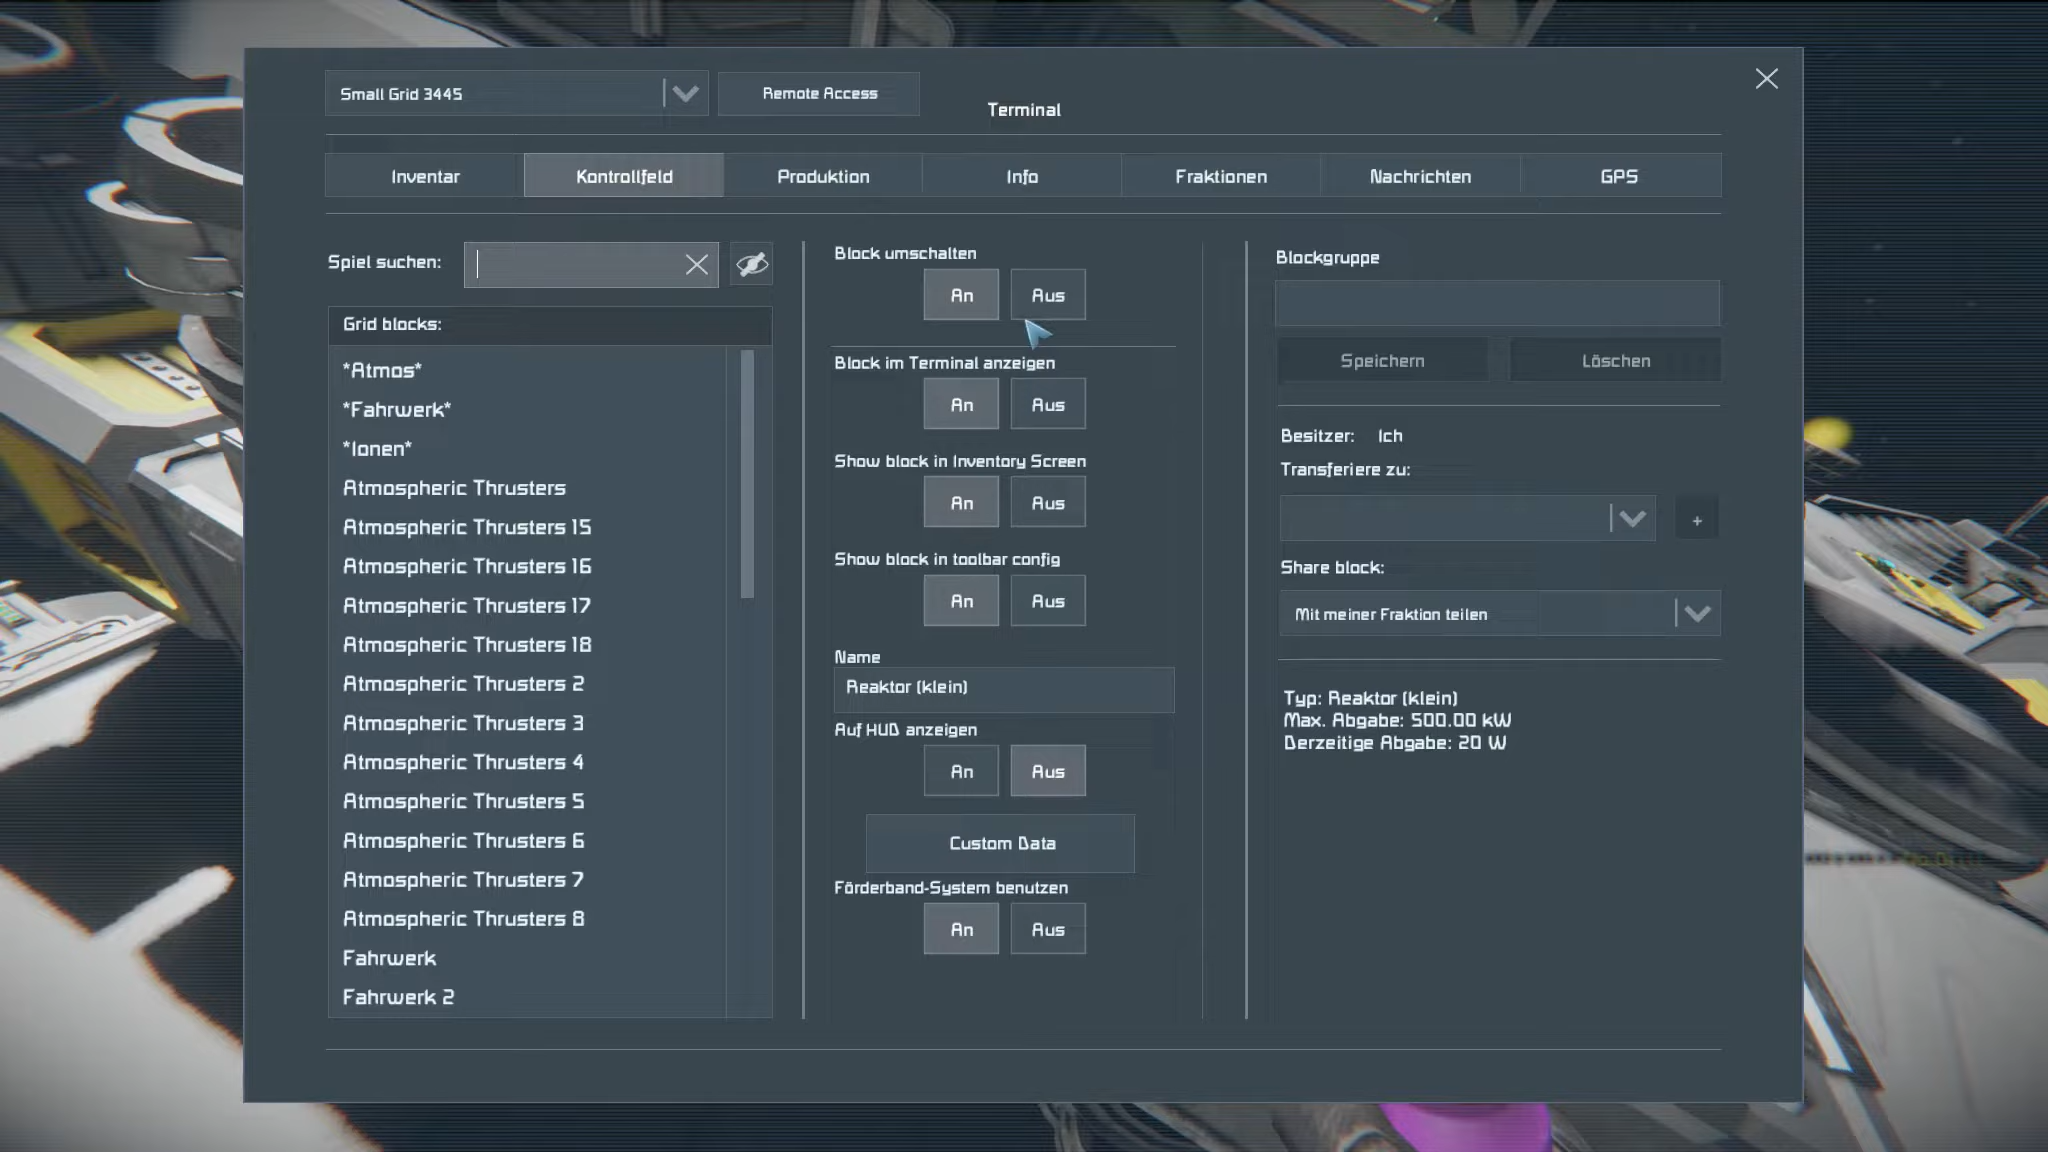 Small Grid 3445
Remote Access
Terminal
Inventar
Kontrollfeld
Produktion
Info
Fraktionen
Nachrichten
GPS
Spiel suchen:
Grid blocks:
*Atmos*
*Fahrwerk*
*Ionen*
Atmospheric Thrusters
Atmospheric Thrusters 15
Atmospheric Thrusters 16
Atmospheric Thrusters 17
Atmospheric Thrusters 18
Atmospheric Thrusters 2
Atmospheric Thrusters 3
Atmospheric Thrusters 4
Atmospheric Thrusters 5
Atmospheric Thrusters 6
Atmospheric Thrusters 7
Atmospheric Thrusters 8
Fahrwerk
Fahrwerk 2
Block umschalten
An Aus
Block im Terminal anzeigen
An Aus
Show block in Inventory Screen
An Aus
Show block in toolbar config
An Aus
Name
Reaktor (klein)
Auf HUD anzeigen
An Aus
Custom Data
Förderband-System benutzen
An Aus
Blockgruppe
Speichern
Löschen
Besitzer: Ich
Transferiere zu:
+
Share block:
Mit meiner Fraktion teilen
Typ: Reaktor (klein)
Max. Abgabe: 500.00 kW
Derzeitige Abgabe: 20 W